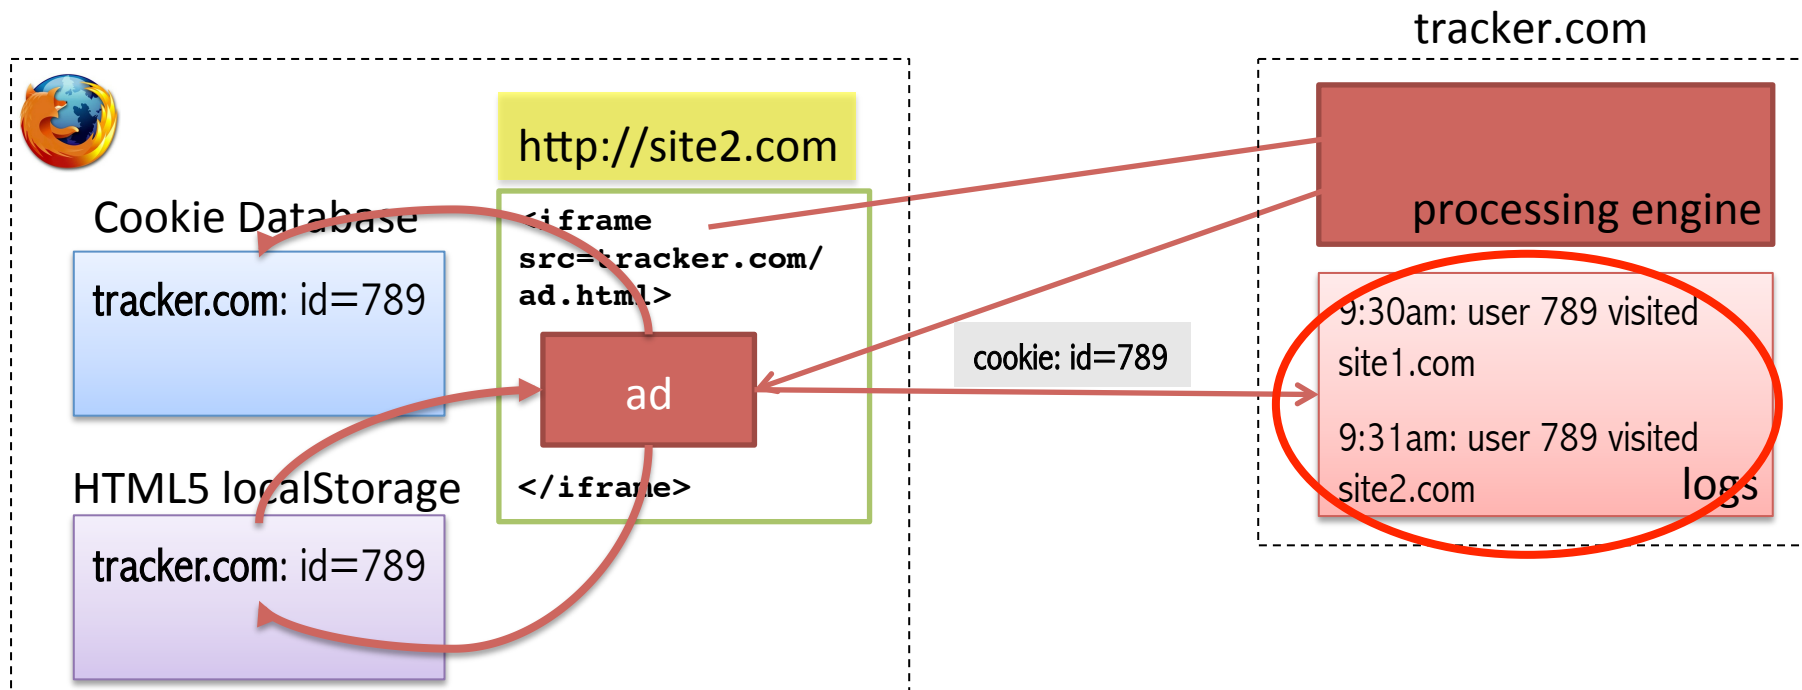 tracker.com
http://site2.com
processing engine
Cookie Database
<iframe
src=tracker.com/
ad.html>
tracker.com: id=789
cookie: id=789
ad
9:30am: user 789 visited
site1.com
9:31am: user 789 visited
site2.com
logs
HTML5 localStorage
</iframe>
tracker.com: id=789